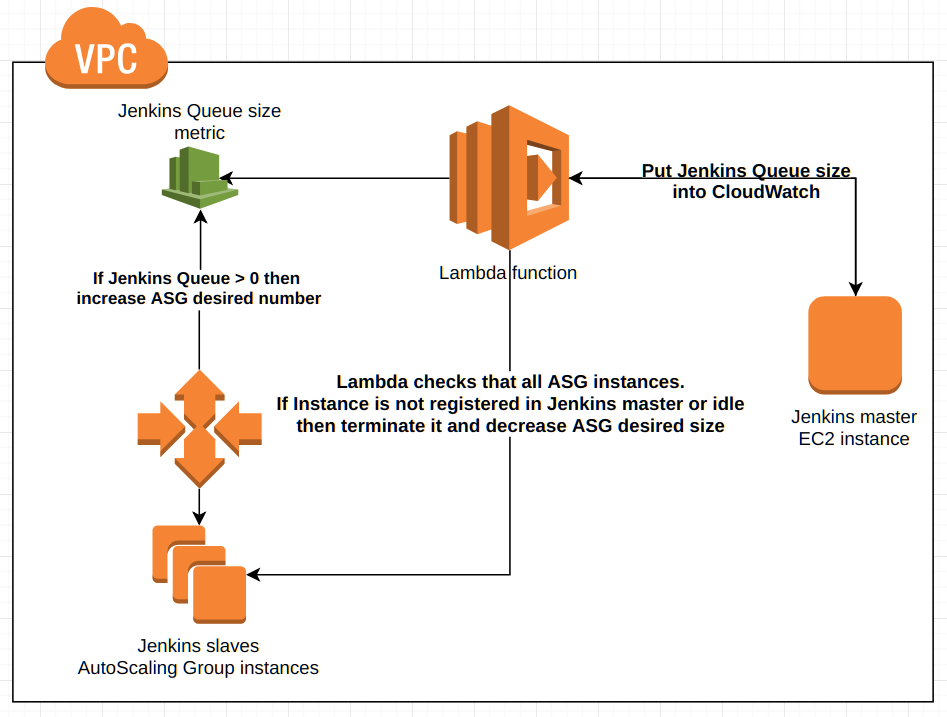 VPC
Jenkins Queue size
metric
Put Jenkins Queue size
into CloudWatch
Lambda function
If Jenkins Queue > 0 then
increase ASG desired number
Lambda checks that all ASG instances.
If Instance is not registered in Jenkins master or idle
then terminate it and decrease ASG desired size
Jenkins master
EC2 instance
Jenkins slaves
AutoScaling Group instances